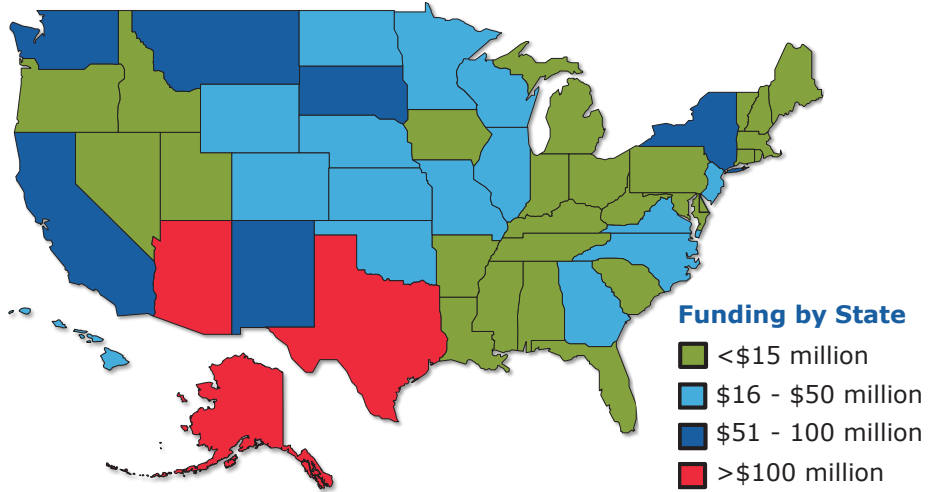 Funding by State
<$15 million
$16 - $50 million
$51 - 100 million
>$100 million